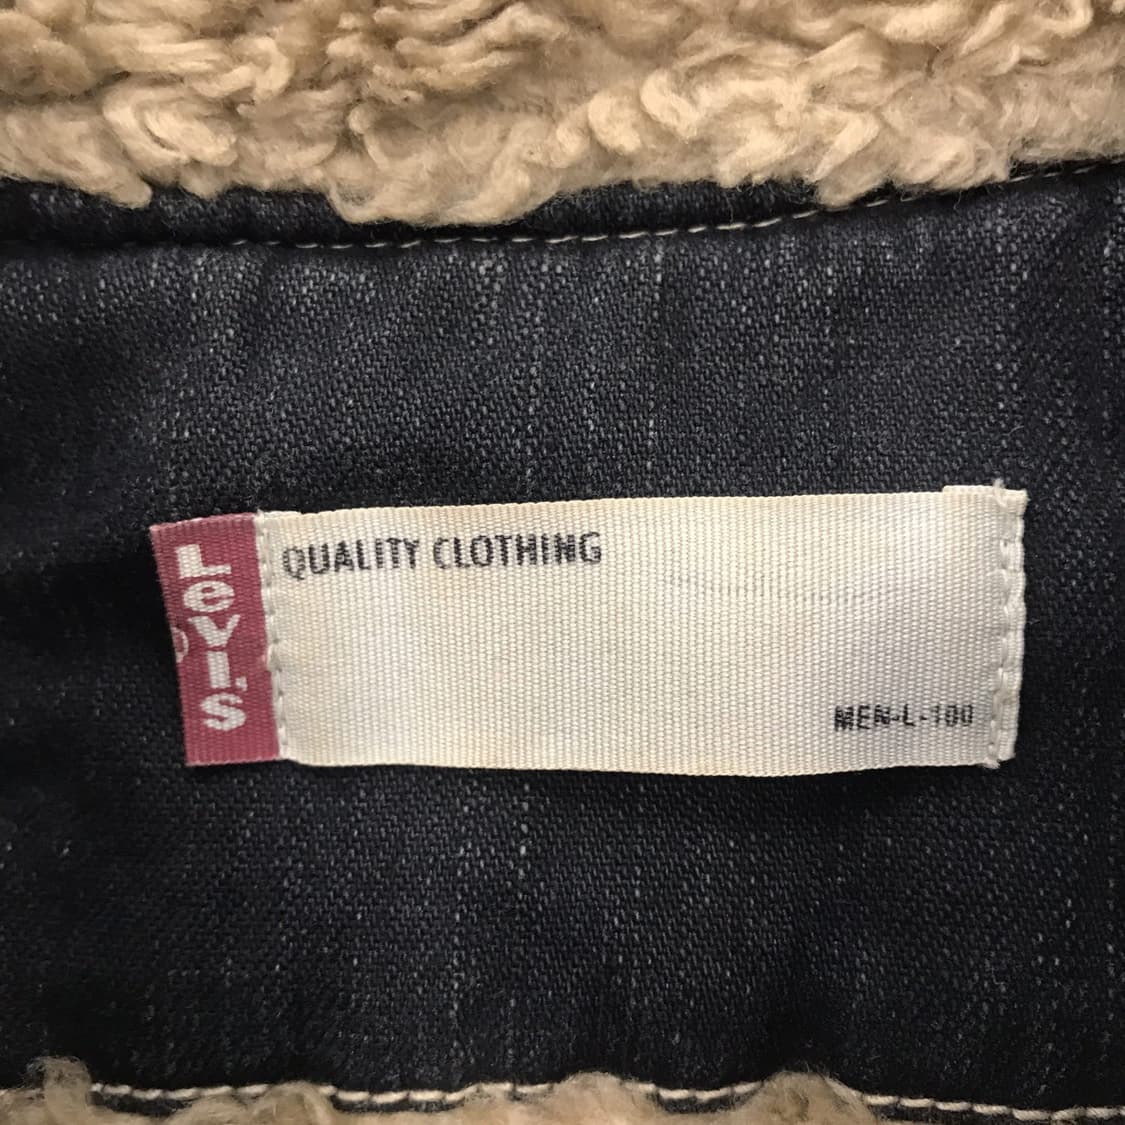 Levi's
QUALITY CLOTHING
MEN-L-100